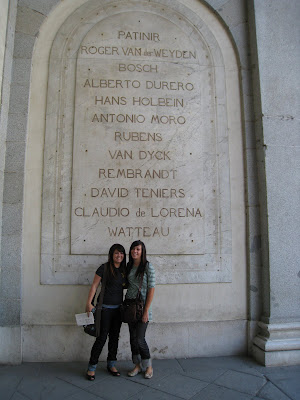 PATINIR
ROGER VAN der WEYDEN
BOSCH
ALBERTO DURERO
HANS HOLBEIN
ANTONIO MORO
RUBENS
VAN DYCK
REMBRANDT
DAVID TENIERS
CLAUDIO de LORENA
WATTEAU